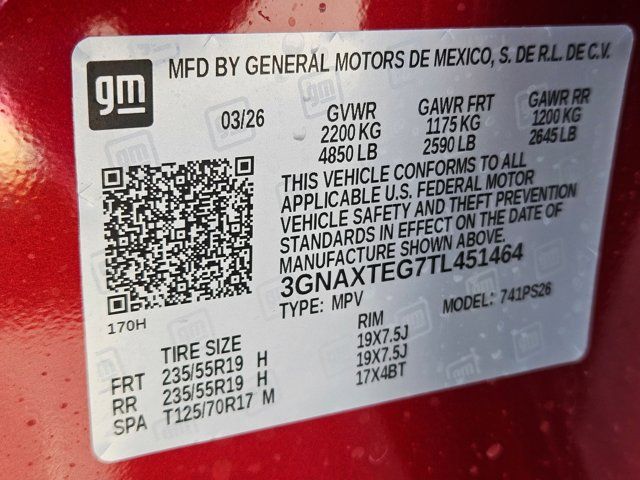 gm
MFD BY GENERAL MOTORS DE MEXICO, S. DE R.L. DE C.V.
03/26
GVWR
2200 KG
4850 LB
GAWR FRT
1175 KG
2590 LB
GAWR RR
1200 KG
2645 LB
THIS VEHICLE CONFORMS TO ALL
APPLICABLE U.S. FEDERAL MOTOR
VEHICLE SAFETY AND THEFT PREVENTION
STANDARDS IN EFFECT ON THE DATE OF
MANUFACTURE SHOWN ABOVE.
3GNAXTEG7TL451464
TYPE: MPV
MODEL: 741PS26
170H
TIRE SIZE
RIM
FRT 235/55R19 H 19X7.5J
RR 235/55R19 H 19X7.5J
SPA T125/70R17 M 17X4BT